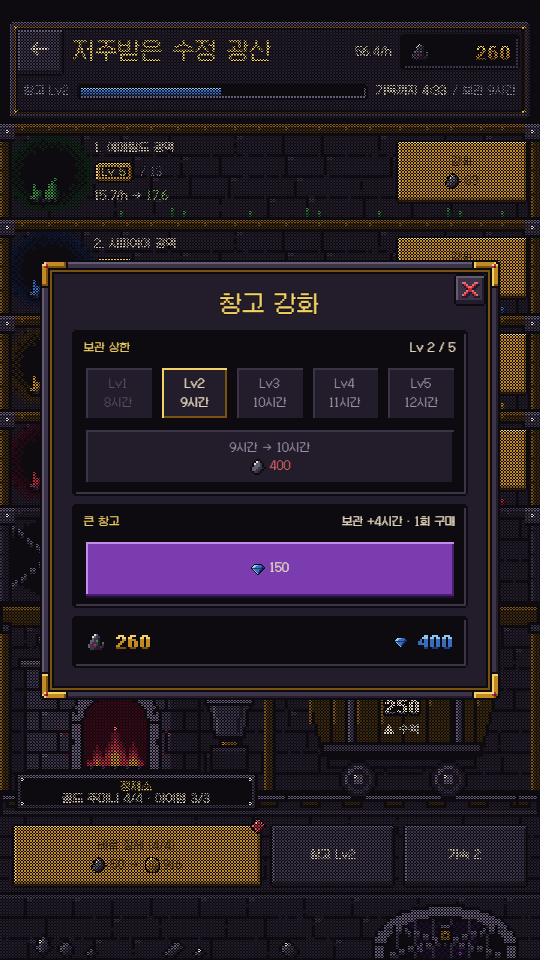 저주받은 수정 광산
96.4/h
260
창고 Lv2
가득까지 4:33 / 보관 9시간
1. 에메랄드 광맥
Lv 5 / 13
15.7/h → 17.6
2. 사파이어 광맥
창고 강화
보관 상한
Lv 2 / 5
Lv1
8시간
Lv2
9시간
Lv3
10시간
Lv4
11시간
Lv5
12시간
9시간 → 10시간
400
큰 창고
보관 +4시간 · 1회 구매
150
260
400
250
▲ 수확
정제소
골드 주머니 4/4 · 아이템 3/3
창고 Lv2
가속 2